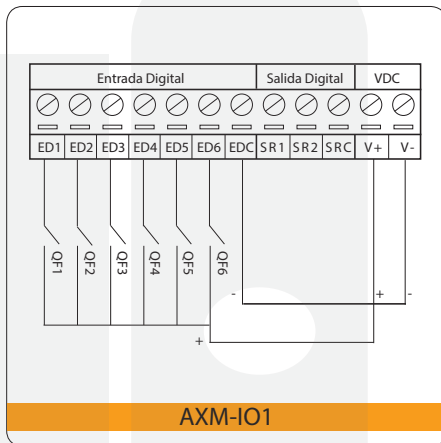 Entrada Digital Salida Digital VDC
ED1 ED2 ED3 ED4 ED5 ED6 EDC SR1 SR2 SRC V+ V-
QF1 QF2 QF3 QF4 QF5 QF6
- + -
+
AXM-IO1